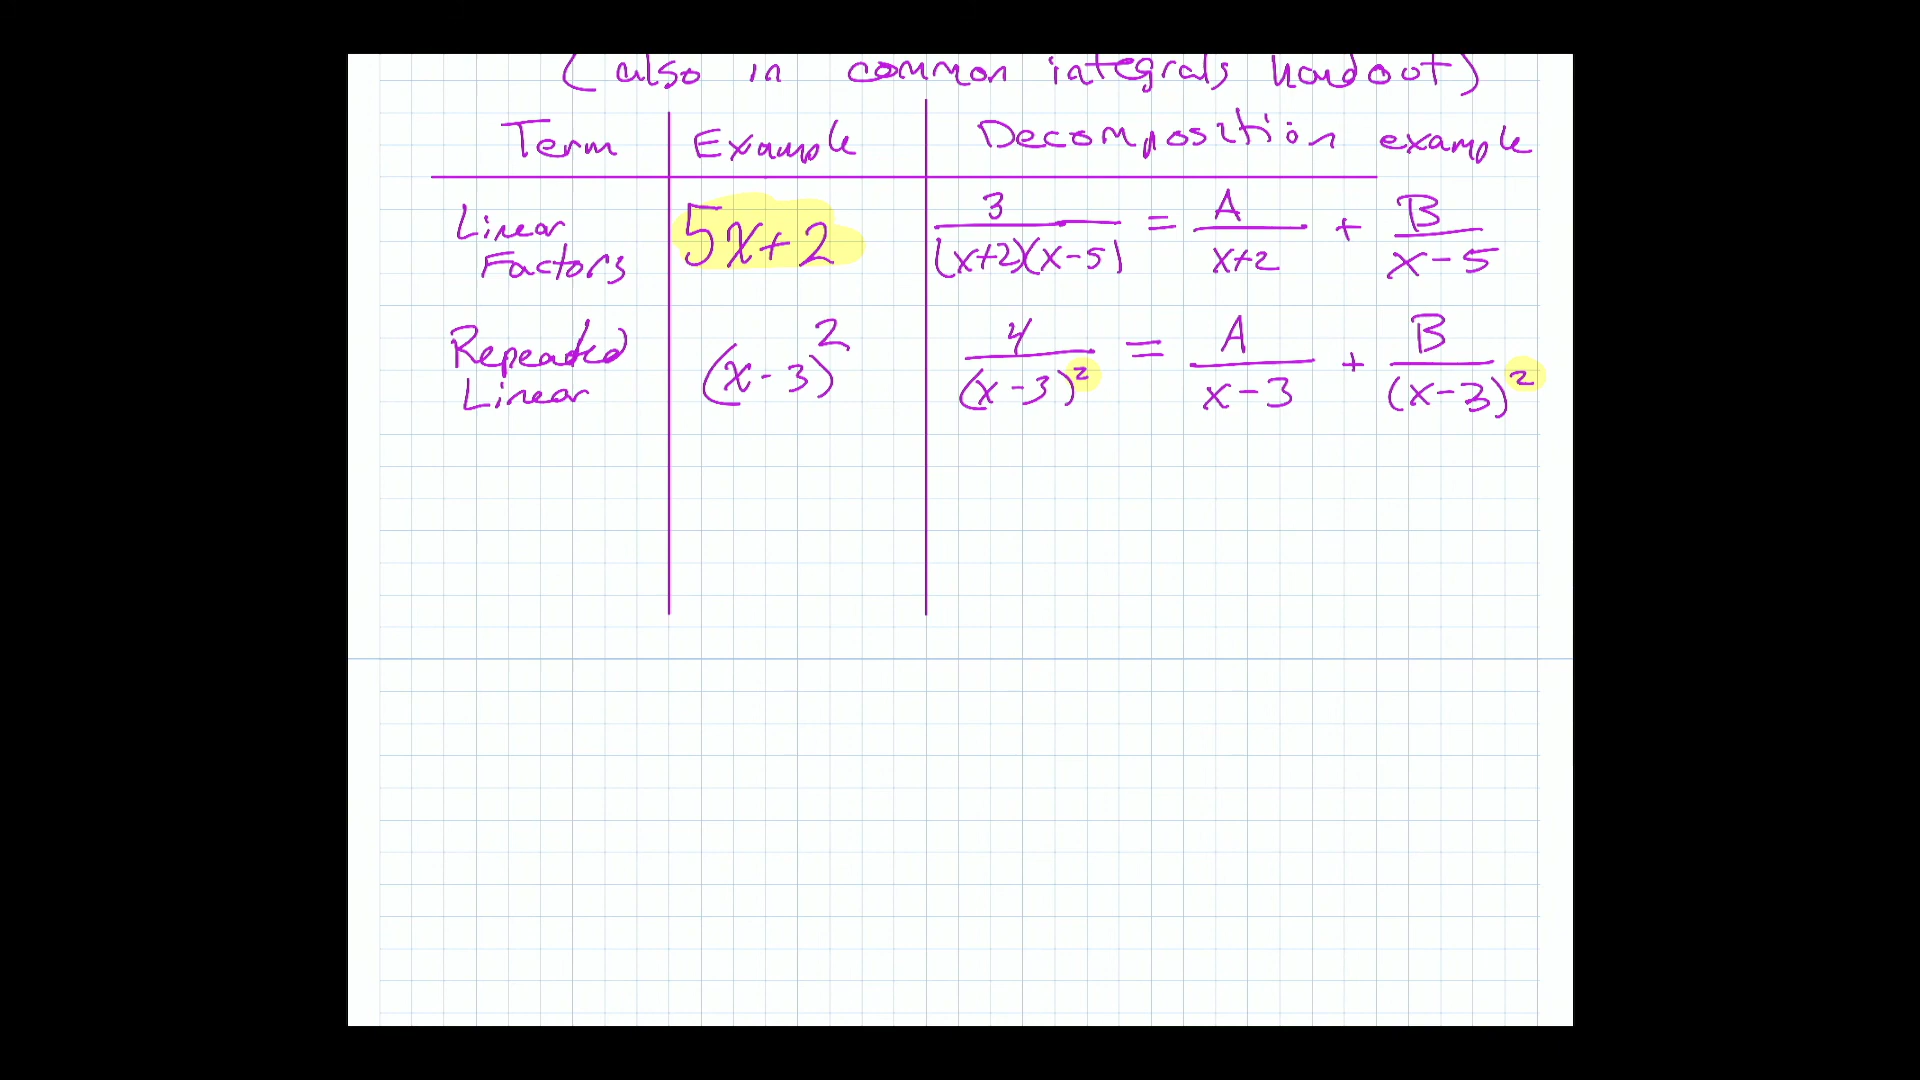 (also in common integrals handout)
Term | Example | Decomposition example
Linear Factors | 5x+2 | 3/((x+2)(x-5)) = A/(x+2) + B/(x-5)
Repeated Linear | (x-3)² | 4/(x-3)² = A/(x-3) + B/(x-3)²